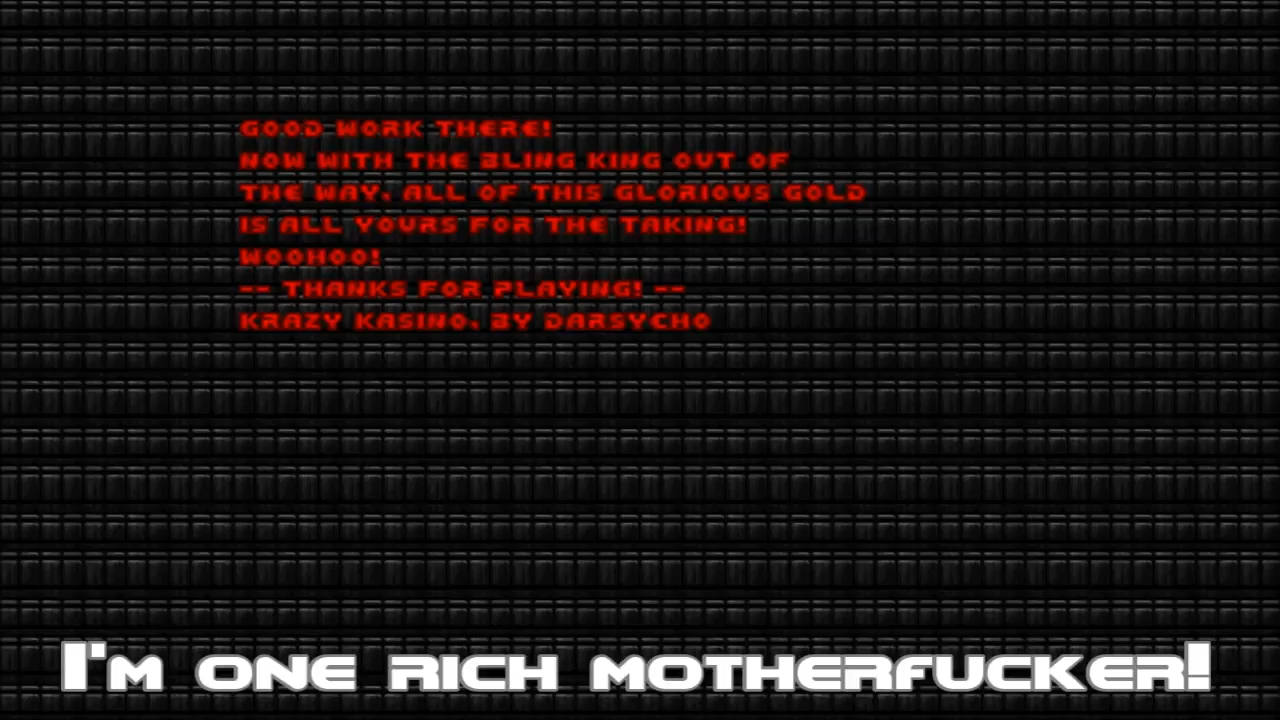 GOOD WORK THERE!
NOW WITH THE BLING KING OUT OF
THE WAY, ALL OF THIS GLORIOUS GOLD
IS ALL YOURS FOR THE TAKING!
WOOHOO!
-- THANKS FOR PLAYING! --
KRAZY KASINO, BY DARSYCHO
I'M ONE RICH MOTHERFUCKER!